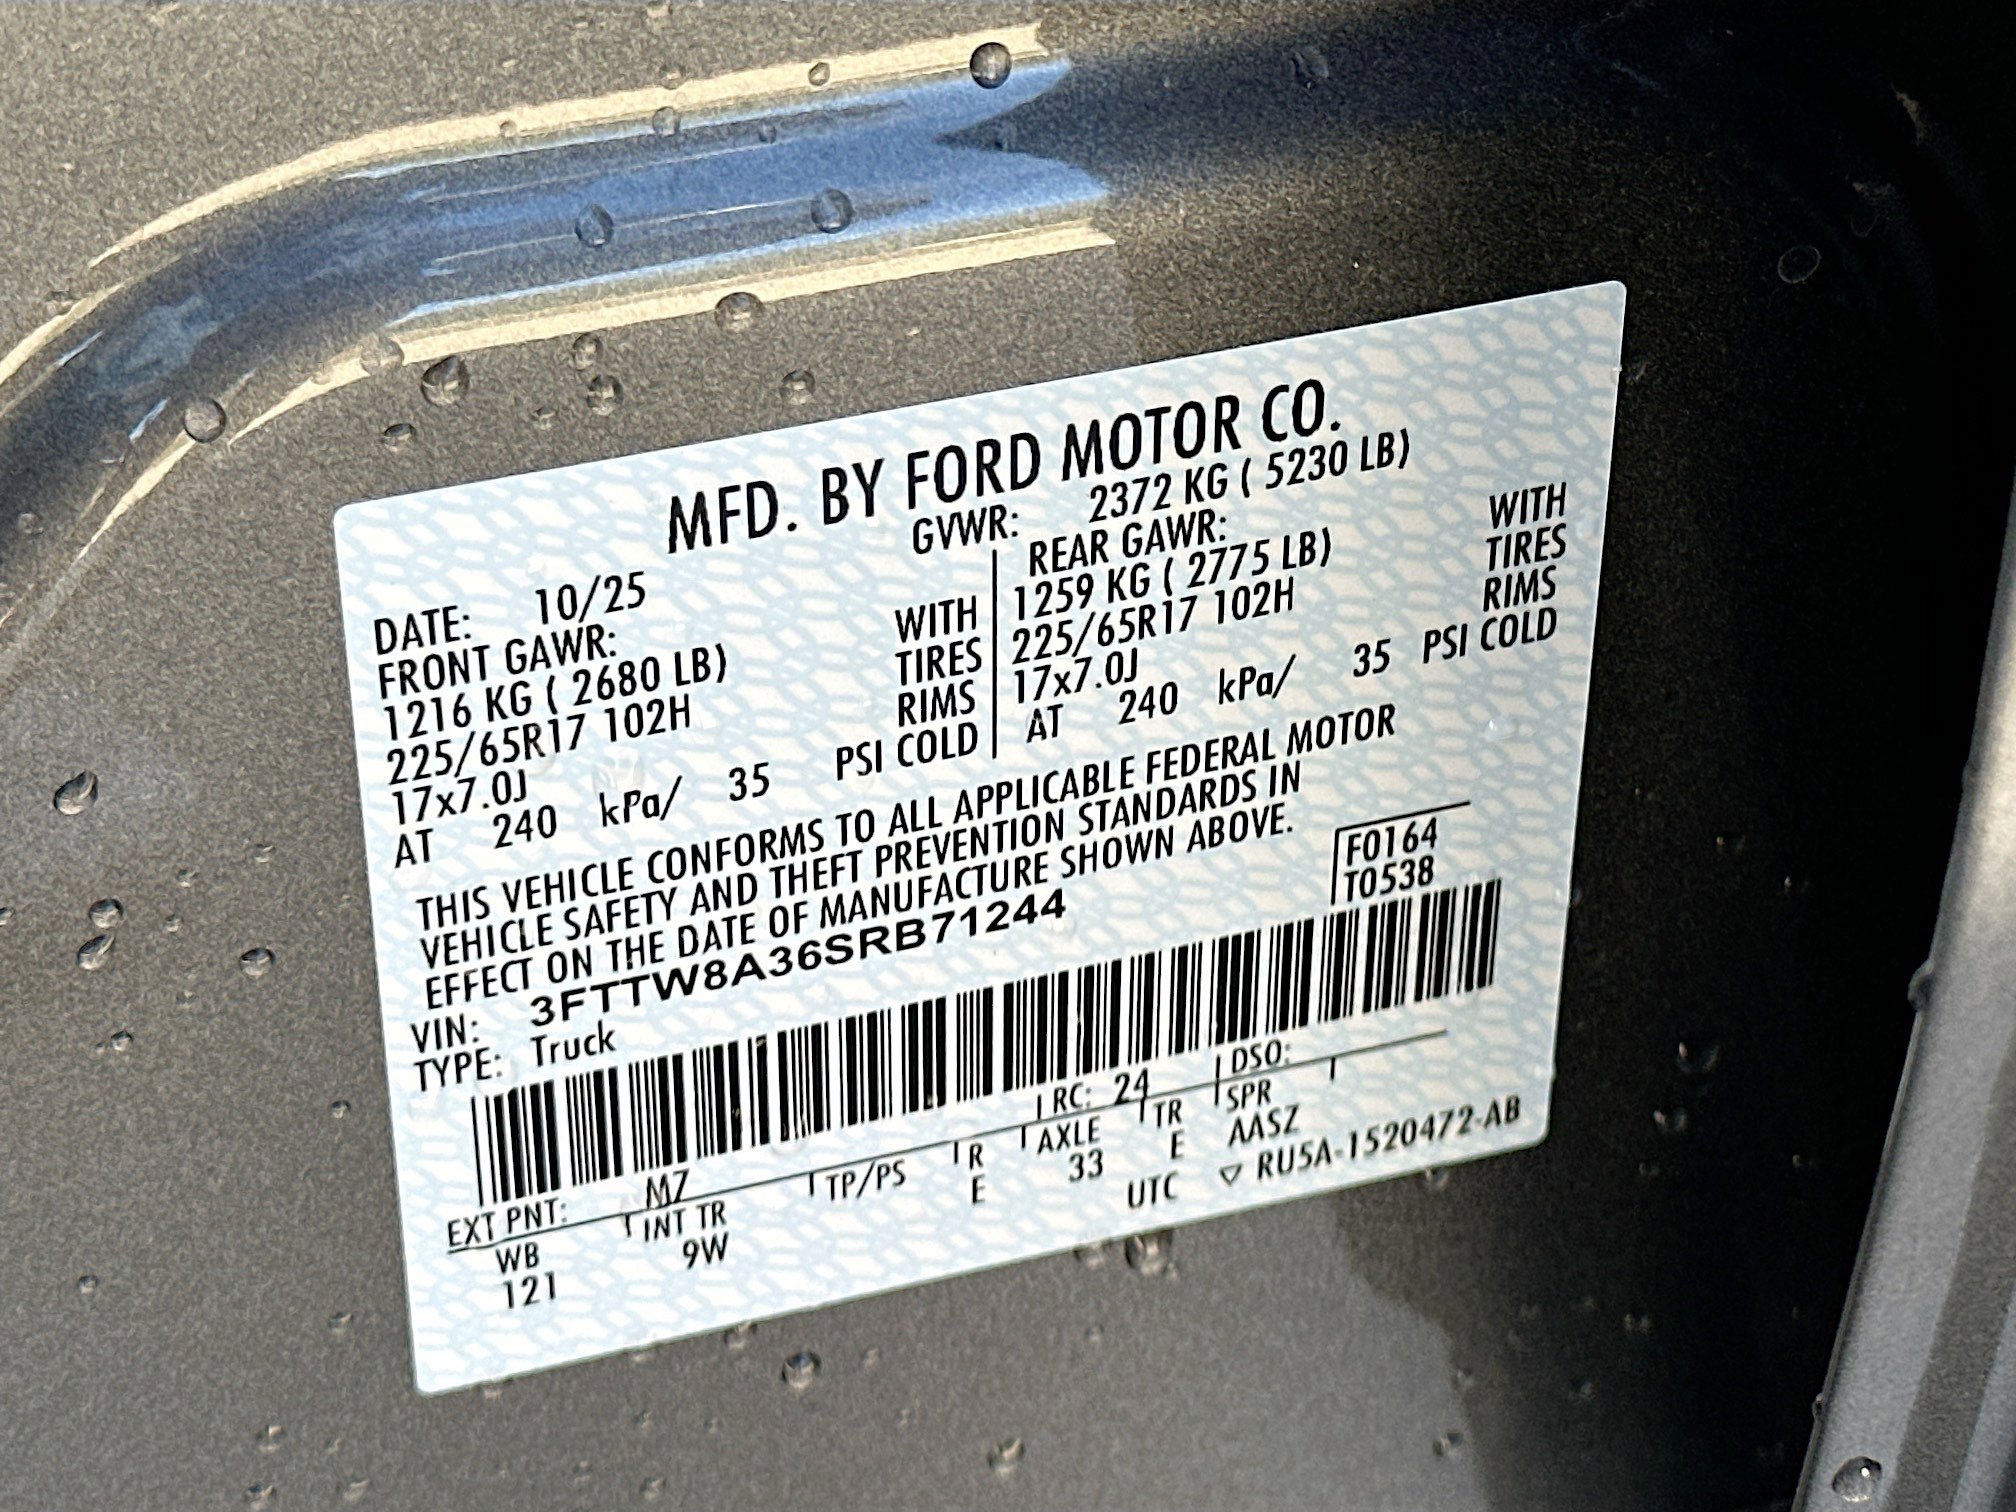 MFD. BY FORD MOTOR CO.
GVWR: 2372 KG ( 5230 LB)
DATE: 10/25
FRONT GAWR:
1216 KG ( 2680 LB) WITH
225/65R17 102H TIRES
17x7.0J RIMS
AT 240 kPa/ 35 PSI COLD
REAR GAWR:
1259 KG ( 2775 LB) WITH
225/65R17 102H TIRES
17x7.0J RIMS
AT 240 kPa/ 35 PSI COLD
THIS VEHICLE CONFORMS TO ALL APPLICABLE FEDERAL MOTOR
VEHICLE SAFETY AND THEFT PREVENTION STANDARDS IN
EFFECT ON THE DATE OF MANUFACTURE SHOWN ABOVE.
VIN: 3FTTW8A36SRB71244
TYPE: Truck
F0164
T0538
EXT PNT: M7 RC: 24 DSO:
WB INT TR TP/PS R AXLE TR SPR
121 9W E 33 E AASZ
UTC ▽ RU5A-1520472-AB